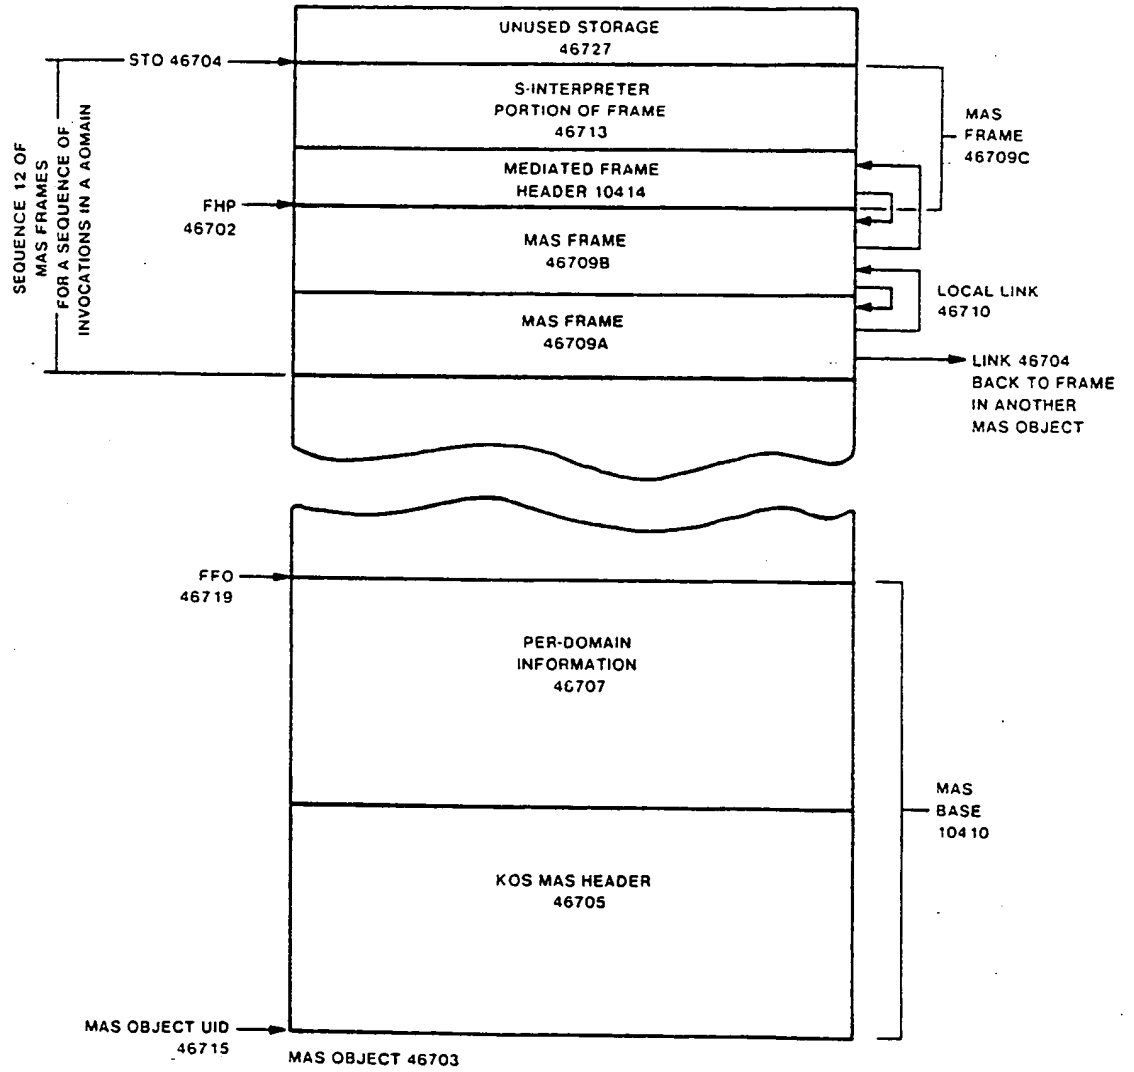 UNUSED STORAGE
46727
STO 46704
S-INTERPRETER
PORTION OF FRAME
46713
MAS
FRAME
46709C
MEDIATED FRAME
HEADER 10414
FHP
46702
SEQUENCE 12 OF
MAS FRAMES
FOR A SEQUENCE OF
INVOCATIONS IN A AOMAIN
MAS FRAME
46709B
LOCAL LINK
46710
MAS FRAME
46709A
LINK 46704
BACK TO FRAME
IN ANOTHER
MAS OBJECT
FFO
46719
PER-DOMAIN
INFORMATION
46707
MAS
BASE
10410
KOS MAS HEADER
46705
MAS OBJECT UID
46715
MAS OBJECT 46703